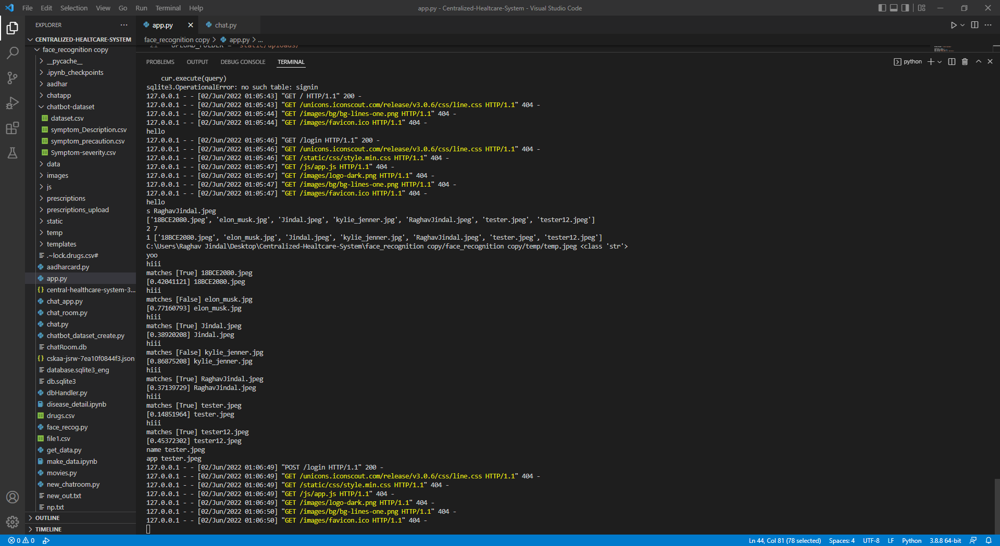 File Edit Selection View Go Run Terminal Help
app.py - Centralized-Healtcare-System - Visual Studio Code
EXPLORER
CENTRALIZED-HEALTCARE-SYSTEM
face_recognition copy
__pycache__
.ipynb_checkpoints
aadhar
chatapp
chatbot-dataset
dataset.csv
symptom_Description.csv
symptom_precaution.csv
Symptom-severity.csv
data
images
js
prescriptions
prescriptions_upload
static
temp
templates
.~lock.drugs.csv#
aadharcard.py
app.py
central-healthcare-system-3...
chat_app.py
chat_room.py
chat.py
chatbot_dataset_create.py
chatRoom.db
cskaa-jsrw-7ea10f0844f3.json
database.sqlite3_eng
db.sqlite3
dbHandler.py
disease_detail.ipynb
drugs.csv
face_recog.py
file1.csv
get_data.py
make_data.ipynb
movies.py
new_chatroom.py
new_out.txt
np.txt
OUTLINE
TIMELINE
app.py
chat.py
face_recognition copy > app.py > ...
21 UPLOAD_FOLDER = 'static/uploads/'
PROBLEMS OUTPUT DEBUG CONSOLE TERMINAL
python
cur.execute(query)
sqlite3.OperationalError: no such table: signin
127.0.0.1 - - [02/Jun/2022 01:05:43] "GET / HTTP/1.1" 200 -
127.0.0.1 - - [02/Jun/2022 01:05:43] "GET /unicons.iconscout.com/release/v3.0.6/css/line.css HTTP/1.1" 404 -
127.0.0.1 - - [02/Jun/2022 01:05:44] "GET /images/bg/bg-lines-one.png HTTP/1.1" 404 -
127.0.0.1 - - [02/Jun/2022 01:05:44] "GET /images/favicon.ico HTTP/1.1" 404 -
hello
127.0.0.1 - - [02/Jun/2022 01:05:46] "GET /login HTTP/1.1" 200 -
127.0.0.1 - - [02/Jun/2022 01:05:46] "GET /unicons.iconscout.com/release/v3.0.6/css/line.css HTTP/1.1" 404 -
127.0.0.1 - - [02/Jun/2022 01:05:46] "GET /static/css/style.min.css HTTP/1.1" 404 -
127.0.0.1 - - [02/Jun/2022 01:05:47] "GET /js/app.js HTTP/1.1" 404 -
127.0.0.1 - - [02/Jun/2022 01:05:47] "GET /images/logo-dark.png HTTP/1.1" 404 -
127.0.0.1 - - [02/Jun/2022 01:05:47] "GET /images/bg/bg-lines-one.png HTTP/1.1" 404 -
127.0.0.1 - - [02/Jun/2022 01:05:47] "GET /images/favicon.ico HTTP/1.1" 404 -
hello
s RaghavJindal.jpeg
['18BCE2080.jpeg', 'elon_musk.jpg', 'Jindal.jpeg', 'kylie_jenner.jpg', 'RaghavJindal.jpeg', 'tester.jpeg', 'tester12.jpeg']
2 7
1 ['18BCE2080.jpeg', 'elon_musk.jpg', 'Jindal.jpeg', 'kylie_jenner.jpg', 'RaghavJindal.jpeg', 'tester.jpeg', 'tester12.jpeg']
C:\Users\Raghav Jindal\Desktop\Centralized-Healtcare-System\face_recognition copy/face_recognition copy/temp/temp.jpeg <class 'str'>
yoo
hiii
matches [True] 18BCE2080.jpeg
[0.42041121] 18BCE2080.jpeg
hiii
matches [False] elon_musk.jpg
[0.77160793] elon_musk.jpg
hiii
matches [True] Jindal.jpeg
[0.38920208] Jindal.jpeg
hiii
matches [False] kylie_jenner.jpg
[0.86875208] kylie_jenner.jpg
hiii
matches [True] RaghavJindal.jpeg
[0.37139729] RaghavJindal.jpeg
hiii
matches [True] tester.jpeg
[0.14851964] tester.jpeg
hiii
matches [True] tester12.jpeg
[0.45372302] tester12.jpeg
name tester.jpeg
app tester.jpeg
127.0.0.1 - - [02/Jun/2022 01:06:49] "POST /login HTTP/1.1" 200 -
127.0.0.1 - - [02/Jun/2022 01:06:49] "GET /unicons.iconscout.com/release/v3.0.6/css/line.css HTTP/1.1" 404 -
127.0.0.1 - - [02/Jun/2022 01:06:49] "GET /static/css/style.min.css HTTP/1.1" 404 -
127.0.0.1 - - [02/Jun/2022 01:06:49] "GET /js/app.js HTTP/1.1" 404 -
127.0.0.1 - - [02/Jun/2022 01:06:49] "GET /images/logo-dark.png HTTP/1.1" 404 -
127.0.0.1 - - [02/Jun/2022 01:06:50] "GET /images/bg/bg-lines-one.png HTTP/1.1" 404 -
127.0.0.1 - - [02/Jun/2022 01:06:50] "GET /images/favicon.ico HTTP/1.1" 404 -
0 0
Ln 44, Col 81 (78 selected) Spaces: 4 UTF-8 LF Python 3.8.8 64-bit